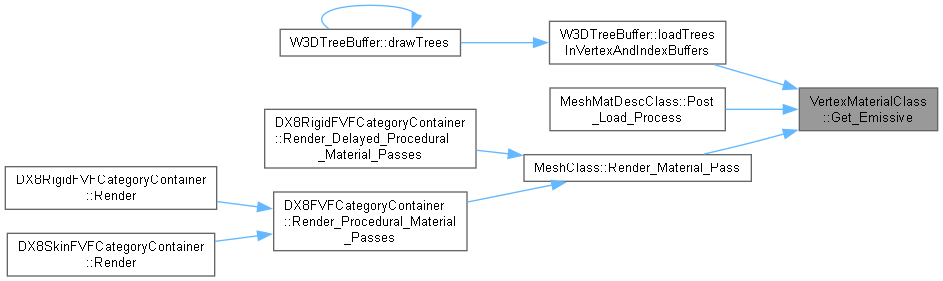 W3DTreeBuffer::drawTrees
W3DTreeBuffer::loadTrees
InVertexAndIndexBuffers
VertexMaterialClass
::Get_Emissive
MeshMatDescClass::Post
_Load_Process
DX8RigidFVFCategoryContainer
::Render_Delayed_Procedural
_Material_Passes
MeshClass::Render_Material_Pass
DX8RigidFVFCategoryContainer
::Render
DX8FVFCategoryContainer
::Render_Procedural_Material
_Passes
DX8SkinFVFCategoryContainer
::Render